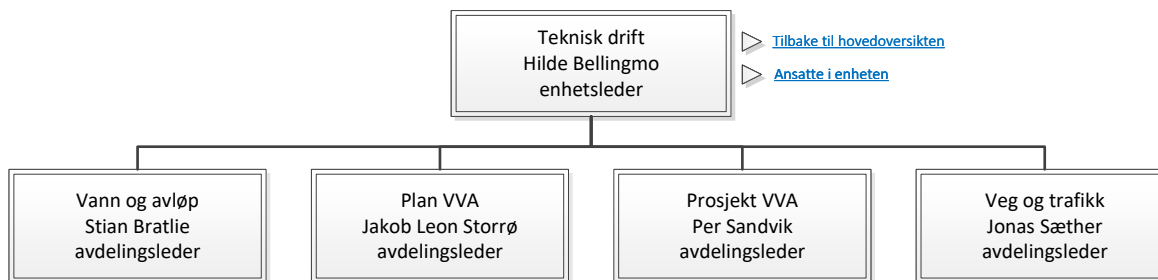 Teknisk drift
Hilde Bellingmo
enhetsleder
Tilbake til hovedoversikten
Ansatte i enheten
Vann og avløp
Stian Bratlie
avdelingsleder
Plan VVA
Jakob Leon Storrø
avdelingsleder
Prosjekt VVA
Per Sandvik
avdelingsleder
Veg og trafikk
Jonas Sæther
avdelingsleder